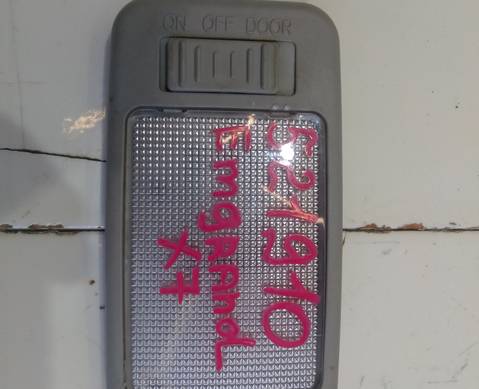 ON OFF DOOR
521910
EmgRAnd
X7